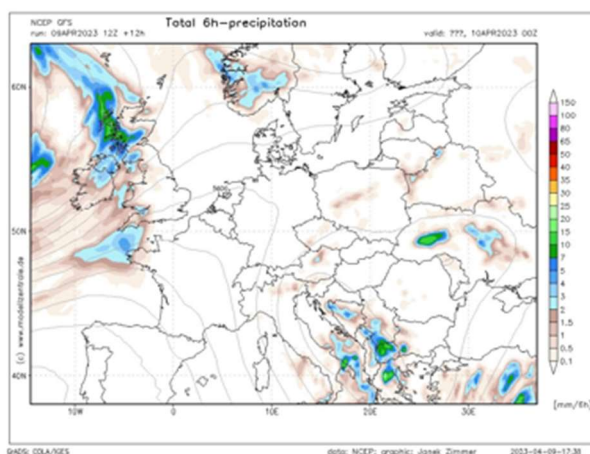 NCEP GFS
Total 6h-precipitation
run: 09APR2023 12Z +12h
valid: ???, 10APR2023 00Z
60N
50N
40N
10W
0
10E
20E
30E
150
100
80
65
50
40
35
30
25
20
15
10
7
5
4
3
2
1.5
1
0.5
0.1
[mm/6h]
(c) www.modellzentrale.de
GrADS: COLA/IGES
data: NCEP; graphic: Janek Zimmer
2023-04-09-17:38